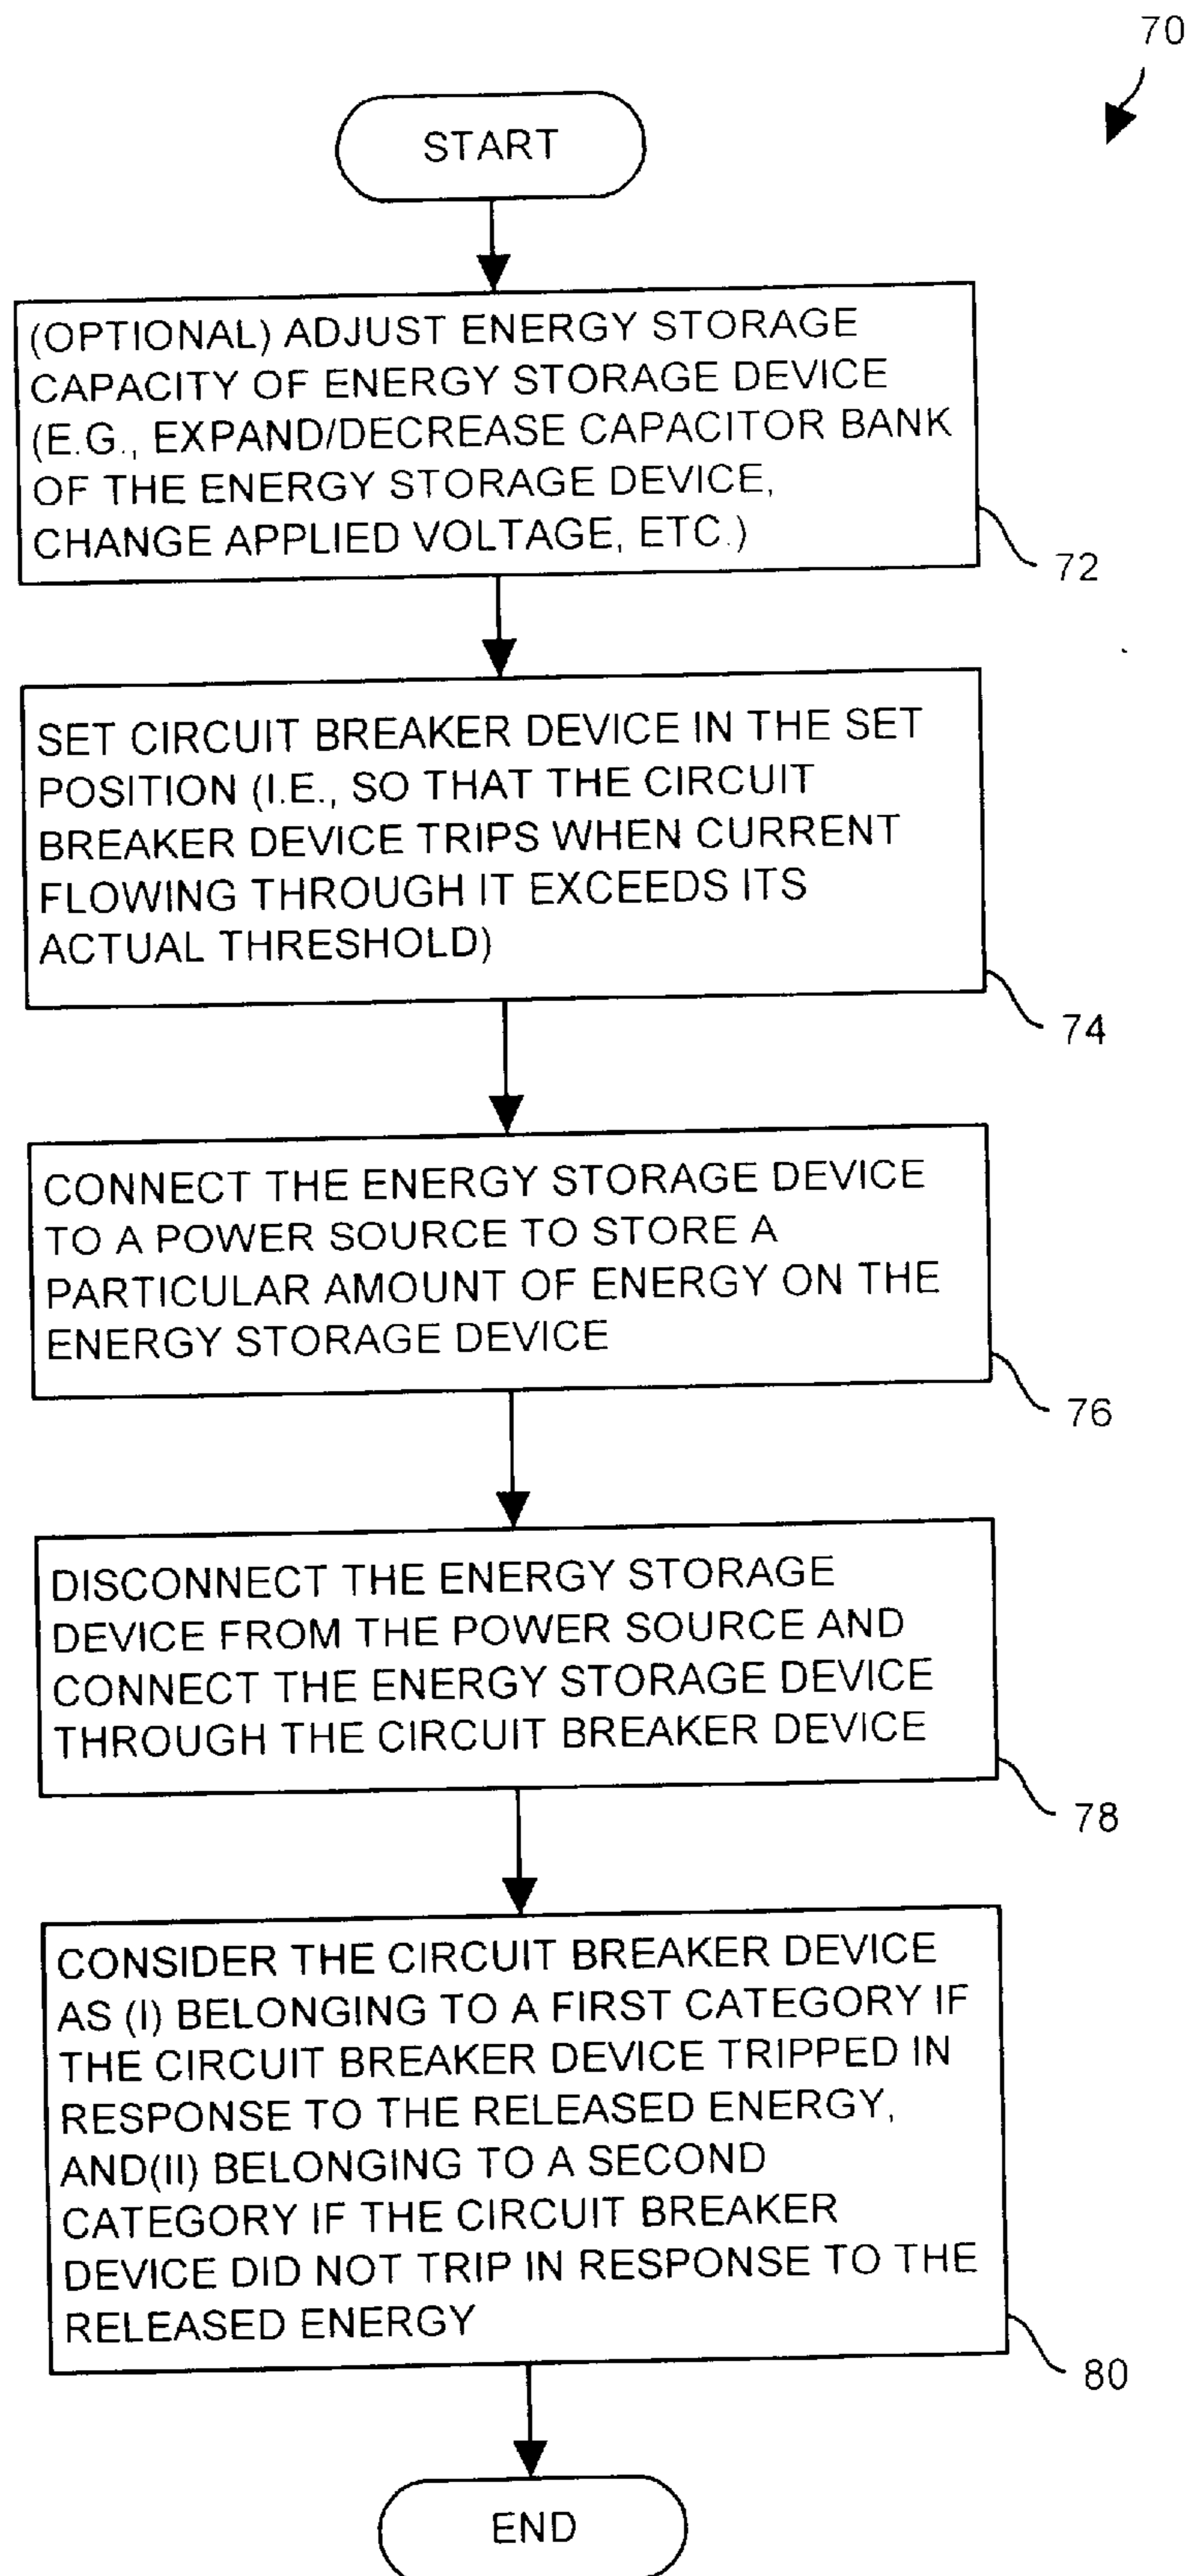 70
START
(OPTIONAL) ADJUST ENERGY STORAGE
CAPACITY OF ENERGY STORAGE DEVICE
(E.G., EXPAND/DECREASE CAPACITOR BANK
OF THE ENERGY STORAGE DEVICE,
CHANGE APPLIED VOLTAGE, ETC.)
72
SET CIRCUIT BREAKER DEVICE IN THE SET
POSITION (I.E., SO THAT THE CIRCUIT
BREAKER DEVICE TRIPS WHEN CURRENT
FLOWING THROUGH IT EXCEEDS ITS
ACTUAL THRESHOLD)
74
CONNECT THE ENERGY STORAGE DEVICE
TO A POWER SOURCE TO STORE A
PARTICULAR AMOUNT OF ENERGY ON THE
ENERGY STORAGE DEVICE
76
DISCONNECT THE ENERGY STORAGE
DEVICE FROM THE POWER SOURCE AND
CONNECT THE ENERGY STORAGE DEVICE
THROUGH THE CIRCUIT BREAKER DEVICE
78
CONSIDER THE CIRCUIT BREAKER DEVICE
AS (I) BELONGING TO A FIRST CATEGORY IF
THE CIRCUIT BREAKER DEVICE TRIPPED IN
RESPONSE TO THE RELEASED ENERGY,
AND(II) BELONGING TO A SECOND
CATEGORY IF THE CIRCUIT BREAKER
DEVICE DID NOT TRIP IN RESPONSE TO THE
RELEASED ENERGY
80
END